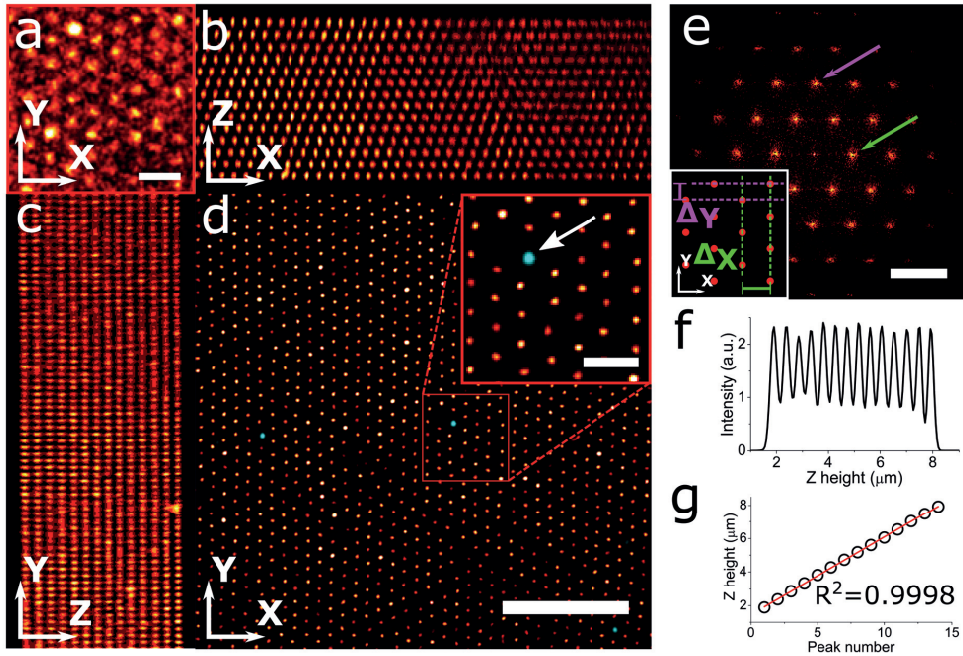 a
Y
X
b
Z
X
c
Y
Z
d
Y
X
e
ΔY
ΔX
Y
X
f
Intensity (a.u.)
2
1
0
2 4 6 8
Z height (μm)
g
Z height (μm)
8
6
4
2
R²=0.9998
0 5 10 15
Peak number